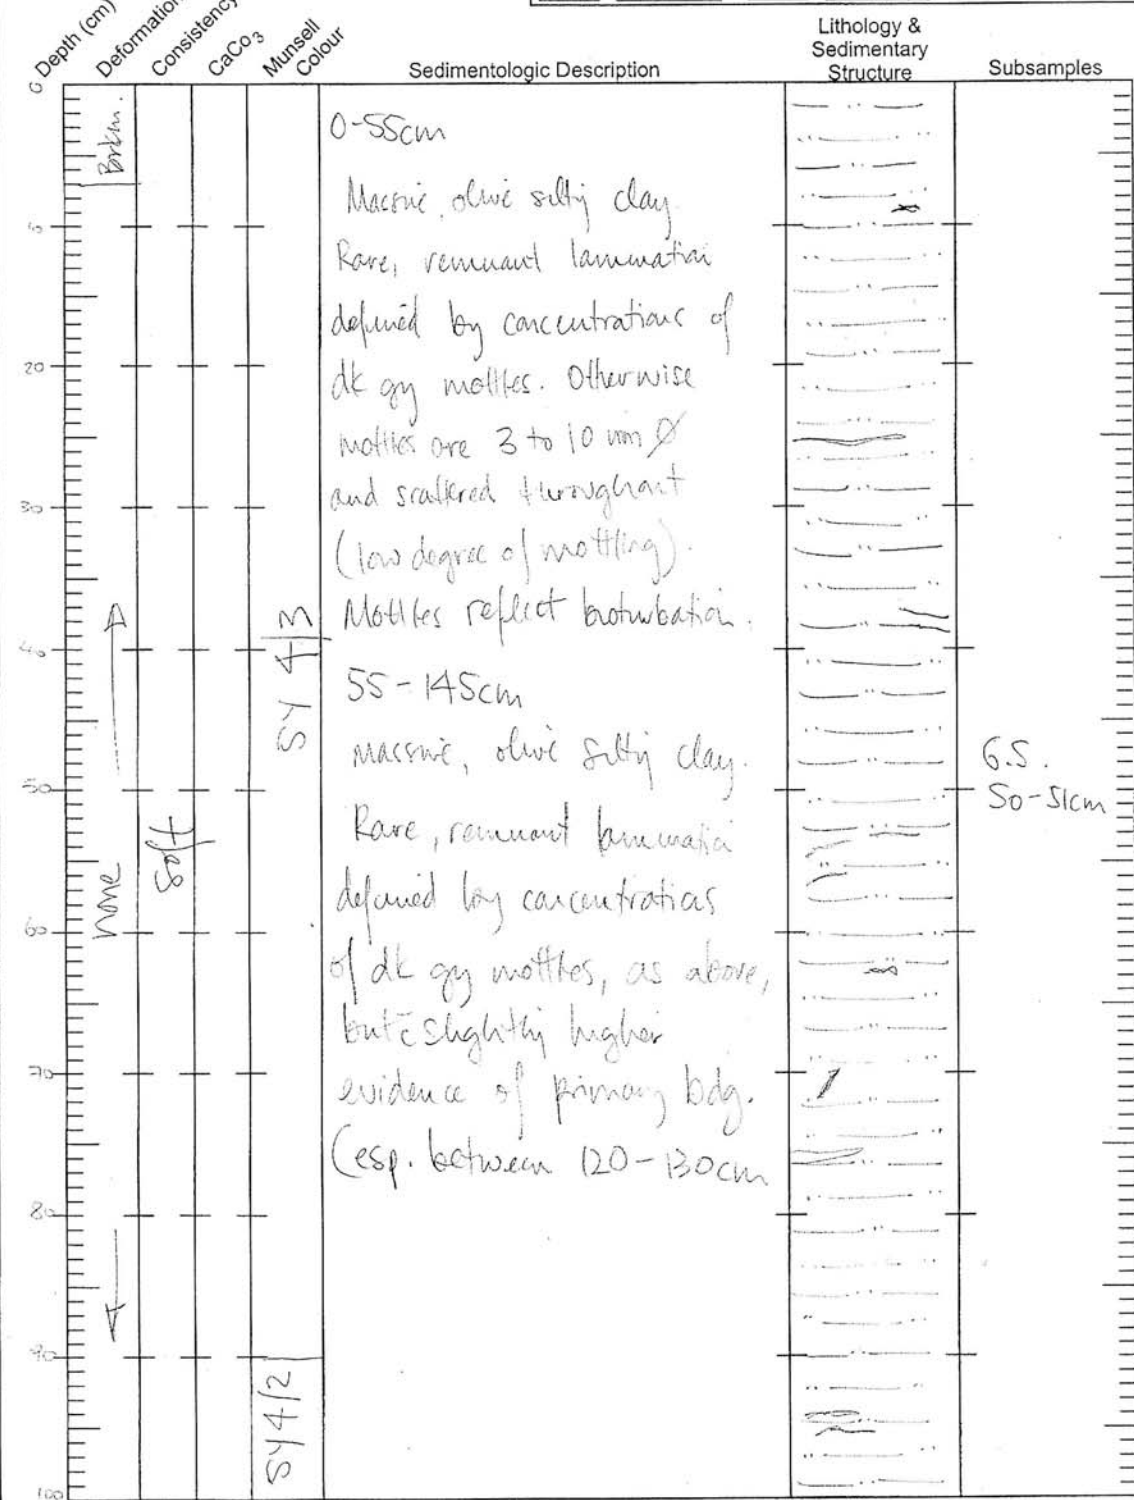 Depth (cm)
Deformation
Consistency
CaCo3
Munsell
Colour
Sedimentologic Description
Lithology &
Sedimentary
Structure
Subsamples
0
Brkn.
0-55cm
Massive, olive silty clay.
Rare, remnant lamination
defined by concentrations of
20
dk gy mottles. Otherwise
mottles are 3 to 10 mm Ø
and scattered throughout
30
(low degree of mottling).
Mottles reflect bioturbation.
40
5Y 4/3
55-145cm
Massive, olive silty clay.
G.S.
50
50-51cm
Soft
Rare, remnant lamination
none
defined by concentrations
60
of dk gy mottles, as above,
but c̄ slightly higher
70
evidence of primary bdg.
(esp. between 120-130cm
80
90
5Y4/2
100